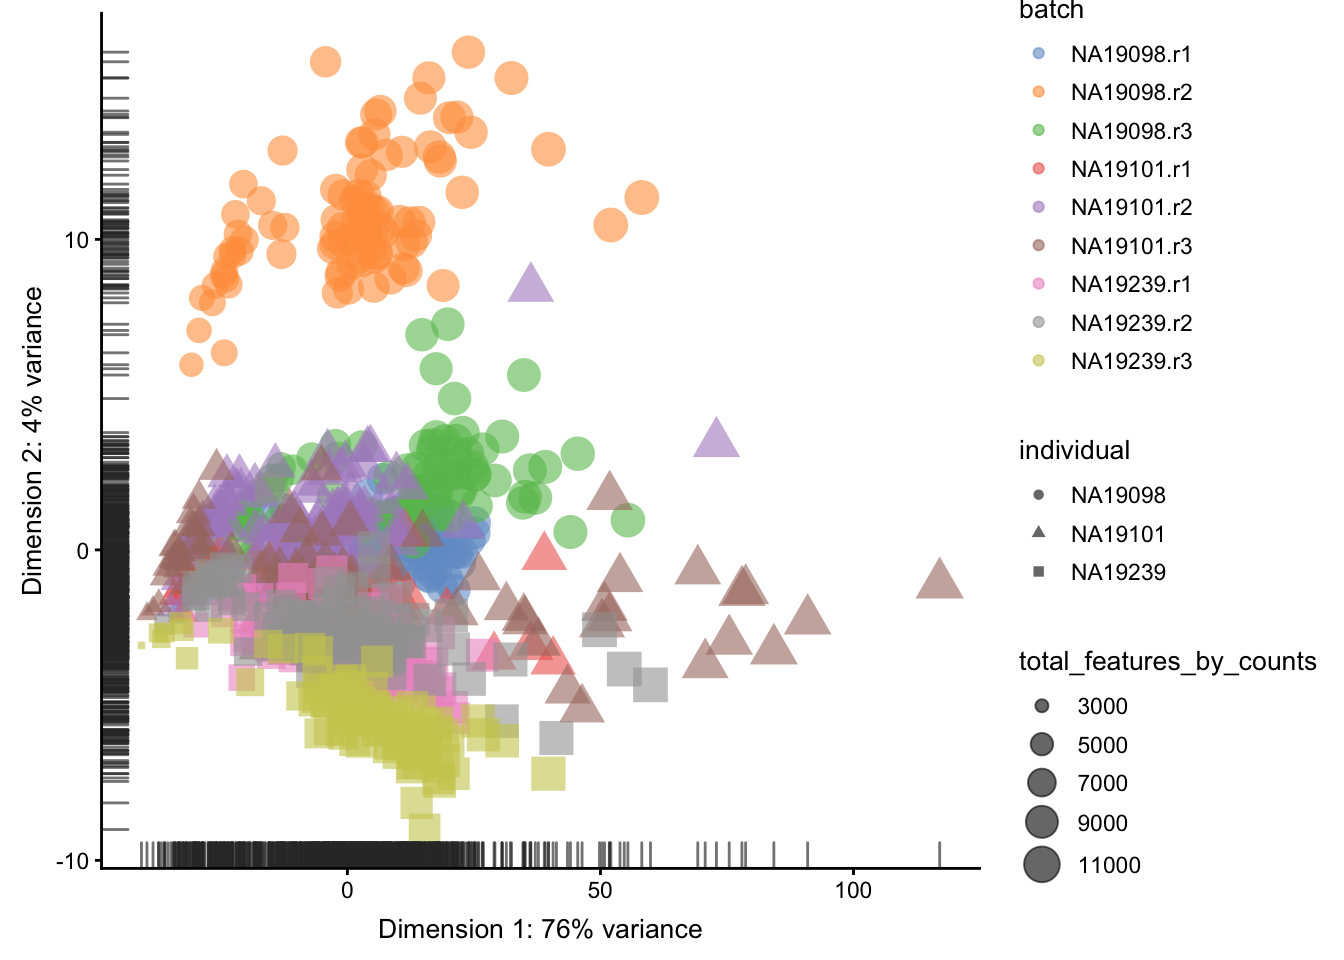 batch
NA19098.r1
NA19098.r2
NA19098.r3
NA19101.r1
NA19101.r2
NA19101.r3
NA19239.r1
NA19239.r2
NA19239.r3
individual
NA19098
NA19101
NA19239
total_features_by_counts
3000
5000
7000
9000
11000
Dimension 2: 4% variance
10
0
-10
0 50 100
Dimension 1: 76% variance